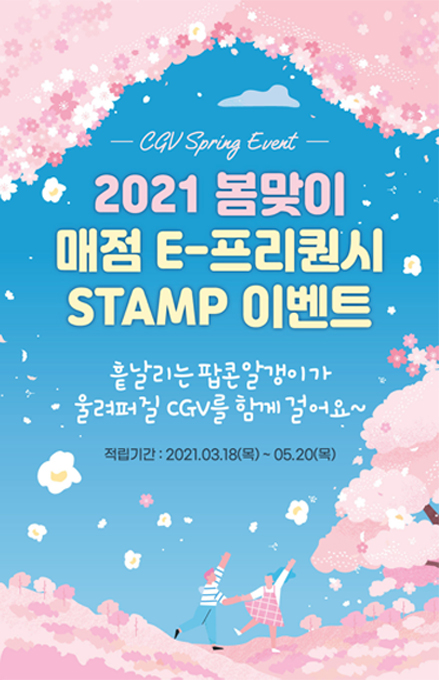 CGV Spring Event
2021 봄맞이
매점 E-프리퀀시
STAMP 이벤트
흩날리는 팝콘알갱이가
울려퍼질 CGV를 함께 걸어요~
적립기간 : 2021.03.18(목) ~ 05.20(목)